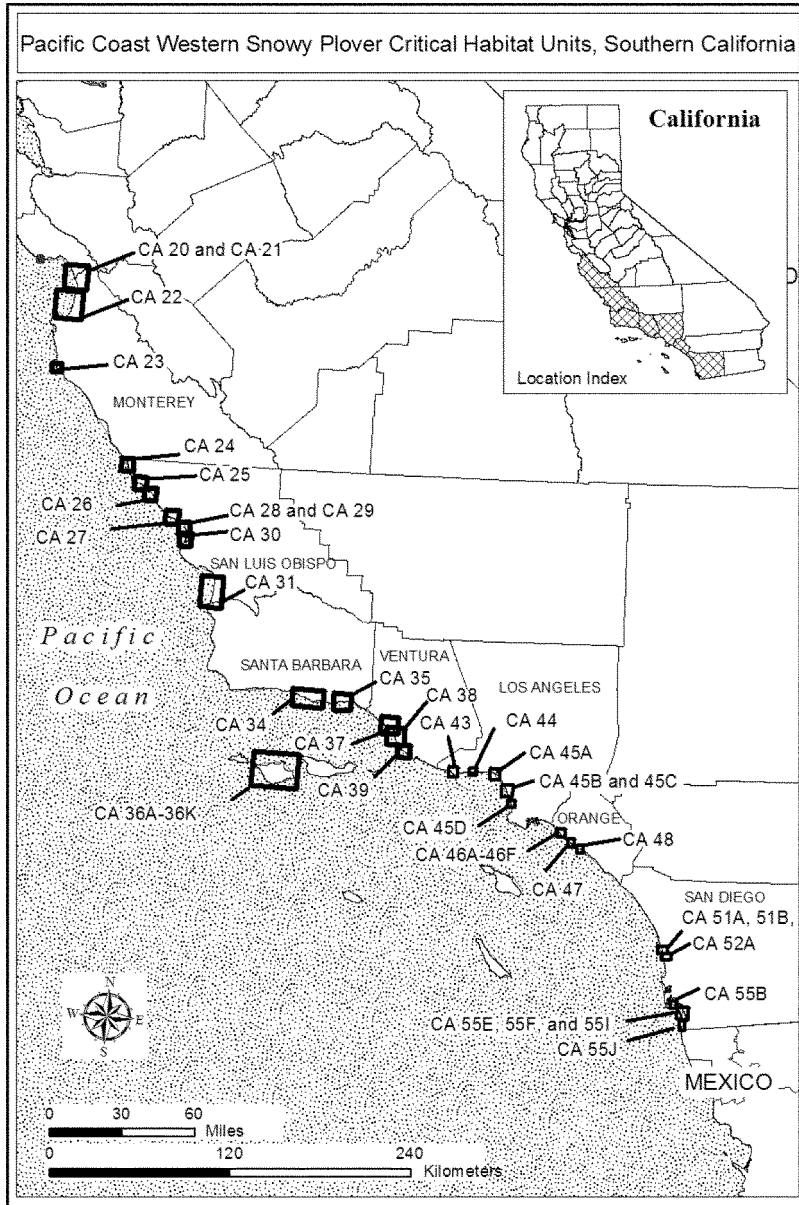 Pacific Coast Western Snowy Plover Critical Habitat Units, Southern California
California
Location Index
CA 20 and CA 21
CA 22
CA 23
MONTEREY
CA 24
CA 25
CA 26
CA 28 and CA 29
CA 27
CA 30
SAN LUIS OBISPO
CA 31
Pacific
Ocean
SANTA BARBARA
VENTURA
CA 35
LOS ANGELES
CA 38
CA 34
CA 37
CA 43
CA 44
CA 45A
CA 39
CA 45B and 45C
CA 36A-36K
CA 45D
ORANGE
CA 46A-46F
CA 48
CA 47
SAN DIEGO
CA 51A, 51B,
CA 52A
N
W
E
S
CA 55B
CA 55E, 55F, and 55I
CA 55J
MEXICO
0 30 60
Miles
0 120 240
Kilometers